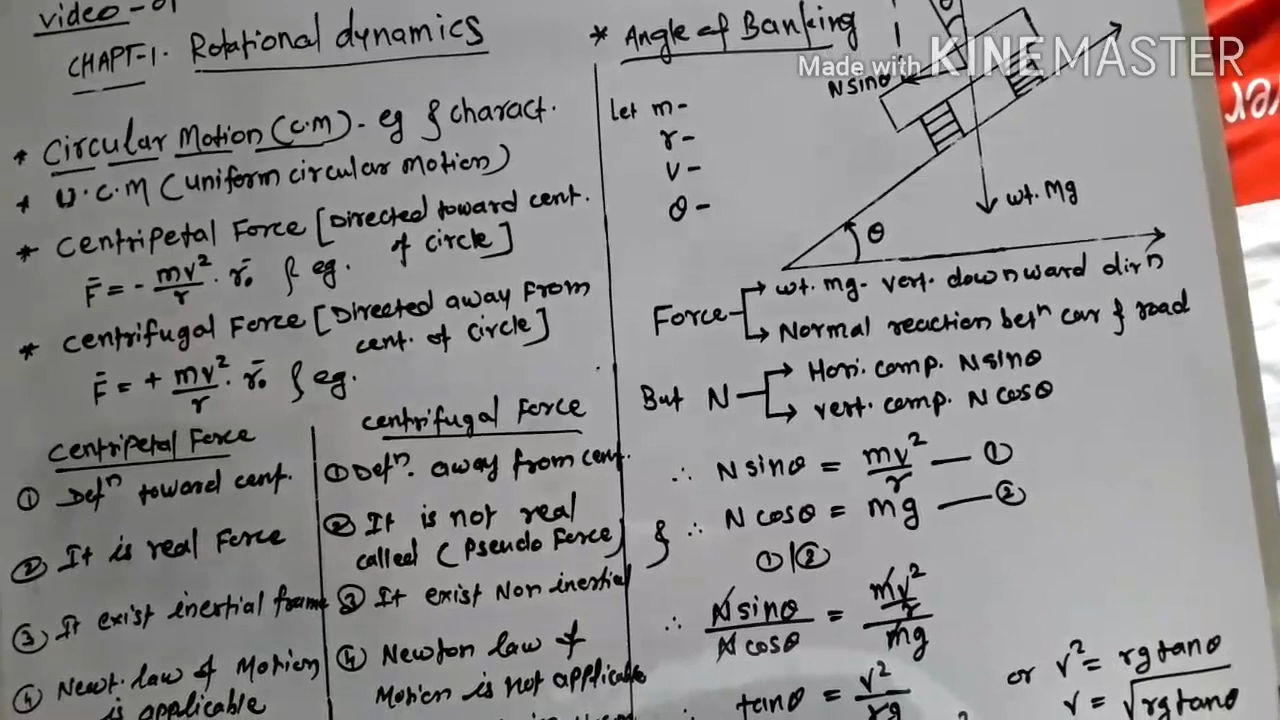 video-01
CHAPT-1. Rotational dynamics
* Circular Motion (C.M) - eg & charact.
* U.C.M (uniform circular motion)
* Centripetal Force [Directed toward cent. of circle]
F̄ = - mv²/r . r̄₀ & eg.
* Centrifugal Force [Directed away from cent. of circle]
F̄ = + mv²/r . r̄₀ & eg.
Centripetal Force
① Defⁿ toward cent.
② It is real Force
③ It exist inertial frame
④ Newt. law of Motion is applicable
Centrifugal Force
① Defⁿ. away from cent.
② It is not real called (Pseudo Force)
③ It exist Non inertial
④ Newton law of Motion is not applicable
* Angle of Banking
Made with KINEMASTER
N sinθ
θ
Let m-
r-
v-
θ-
wt. Mg
θ
Force → wt. mg - vert. downward dirⁿ
→ Normal reaction betⁿ car & road
But N → Hori. comp. N sinθ
→ vert. comp. N cosθ
∴ N sinθ = mv²/r — ①
& ∴ N cosθ = mg — ②
①/②
∴ N sinθ / N cosθ = mv²/r / mg
∴ tanθ = v²/rg
or v² = rg tanθ
v = √rg tanθ